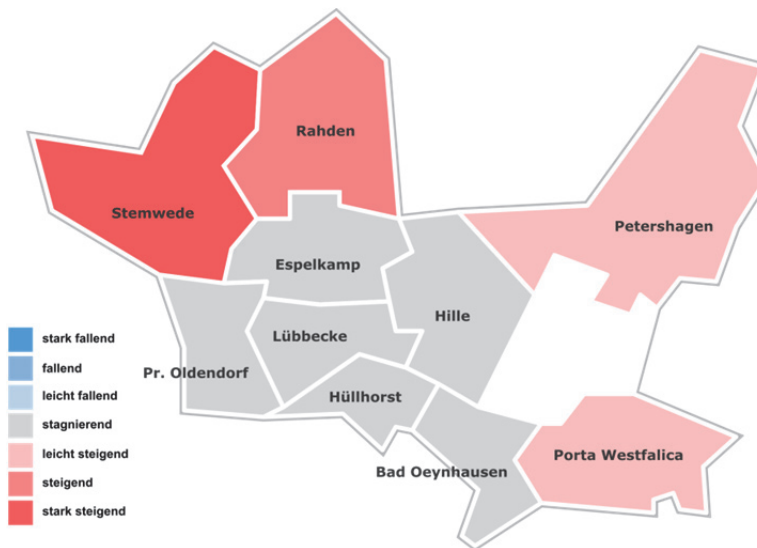 Rahden
Stemwede
Petershagen
Espelkamp
Hille
Lübbecke
Pr. Oldendorf
Hüllhorst
Bad Oeynhausen
Porta Westfalica
stark fallend
fallend
leicht fallend
stagnierend
leicht steigend
steigend
stark steigend